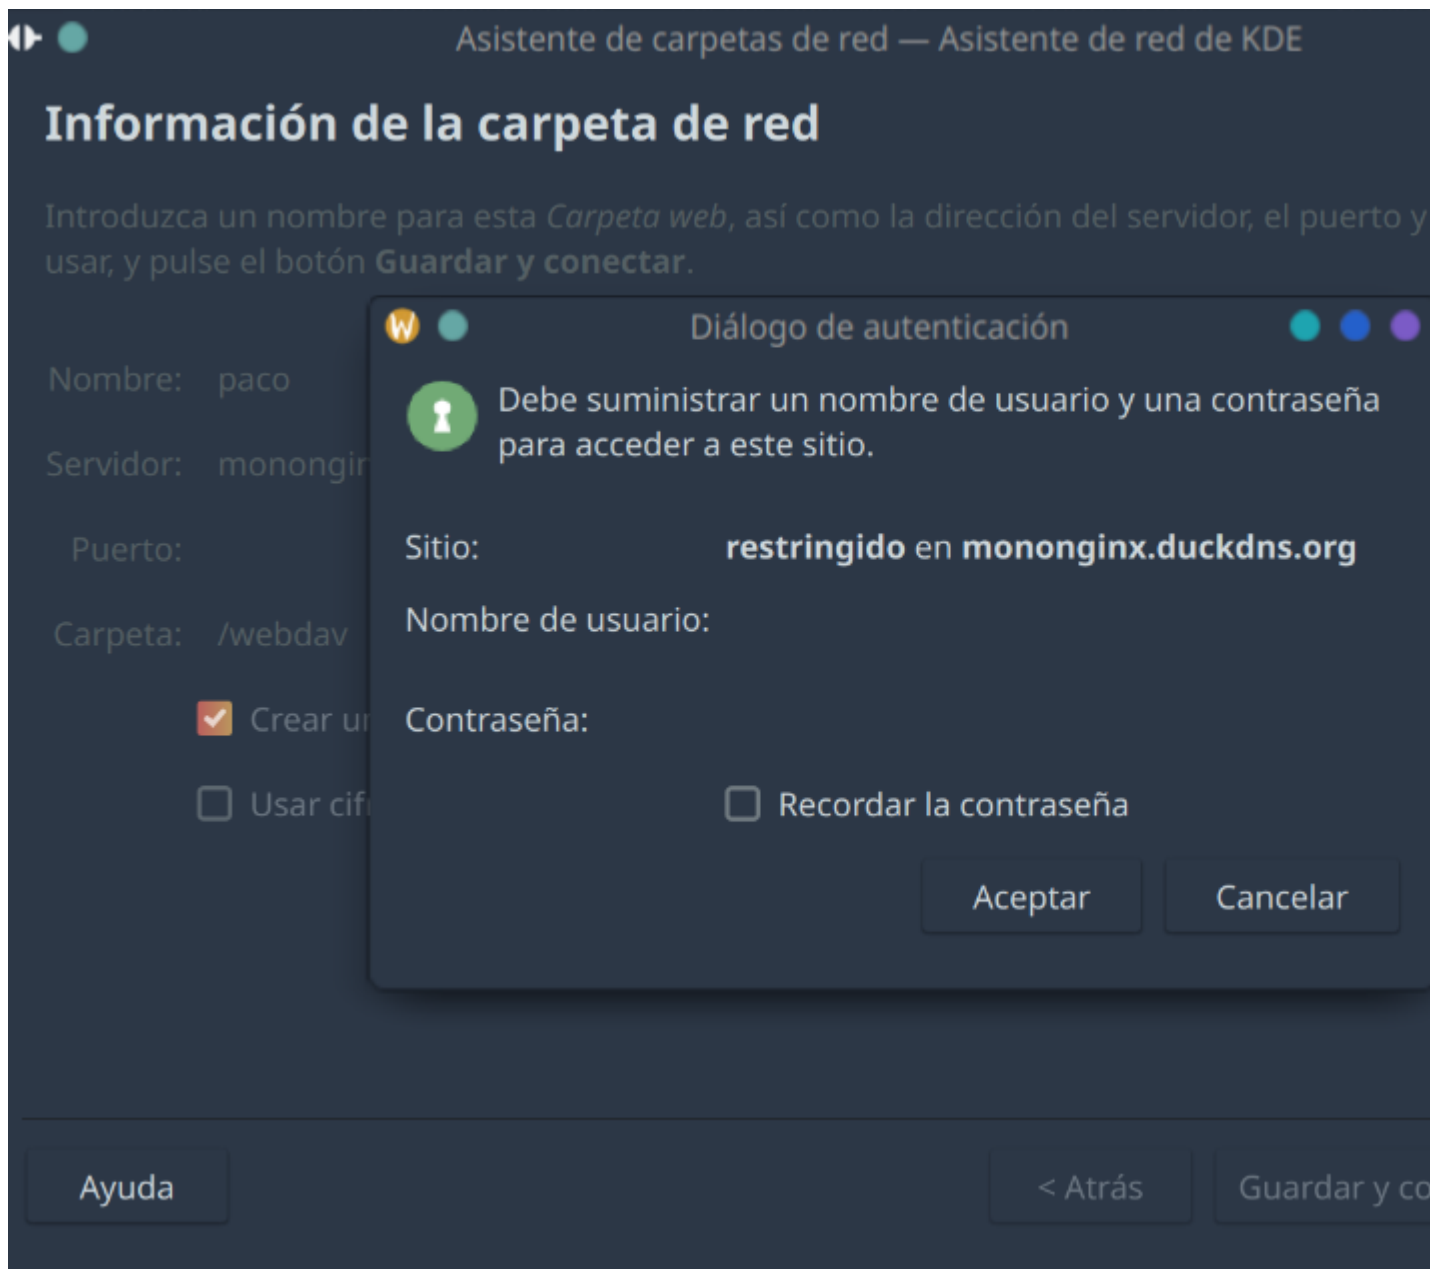 Asistente de carpetas de red — Asistente de red de KDE
Información de la carpeta de red
Introduzca un nombre para esta Carpeta web, así como la dirección del servidor, el puerto y
usar, y pulse el botón Guardar y conectar.
Nombre: paco
Servidor:
Puerto:
Carpeta: /webdav
Crear
Usar
Diálogo de autenticación
Debe suministrar un nombre de usuario y una contraseña
para acceder a este sitio.
Sitio: restringido en mononginx.duckdns.org
Nombre de usuario:
Contraseña:
Recordar la contraseña
Aceptar Cancelar
Ayuda < Atrás Guardar y